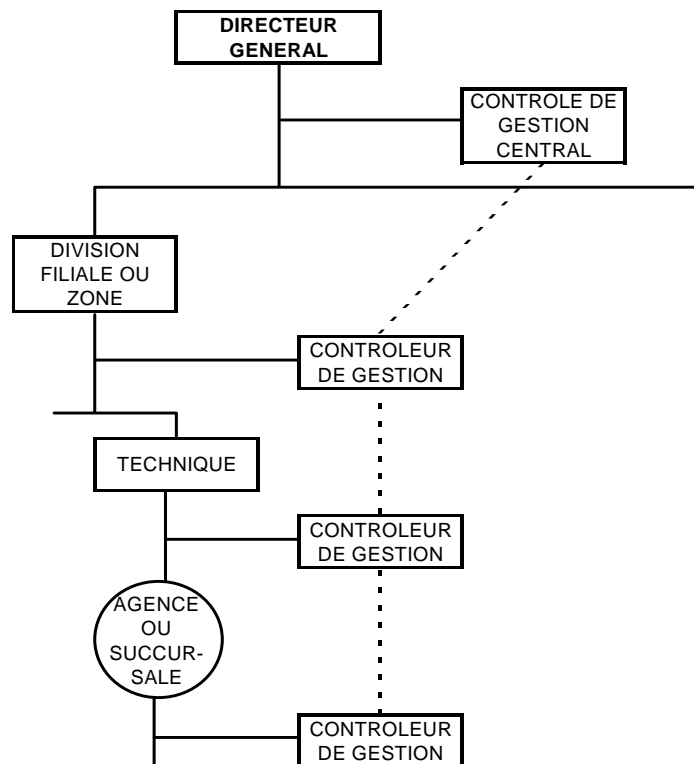 DIRECTEUR
GENERAL
CONTROLE DE
GESTION
CENTRAL
DIVISION
FILIALE OU
ZONE
CONTROLEUR
DE GESTION
TECHNIQUE
CONTROLEUR
DE GESTION
AGENCE
OU
SUCCUR-
SALE
CONTROLEUR
DE GESTION